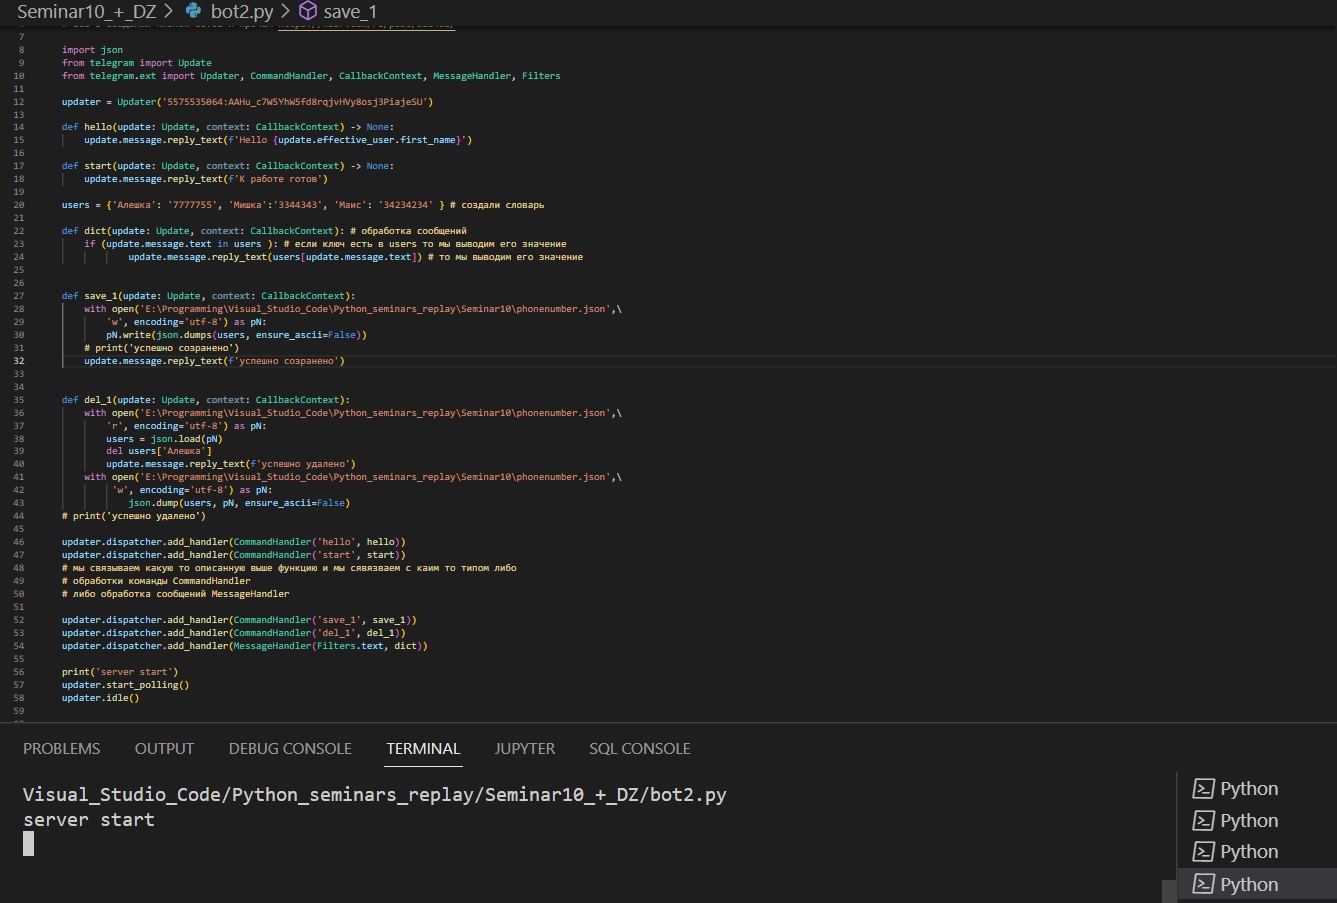 Seminar10_+_DZ > bot2.py > save_1
7
8 import json
9 from telegram import Update
10 from telegram.ext import Updater, CommandHandler, CallbackContext, MessageHandler, Filters
11
12 updater = Updater('5575535064:AAHu_c7W5YhW5fd8rqjvHVy8osj3PiajeSU')
13
14 def hello(update: Update, context: CallbackContext) -> None:
15 update.message.reply_text(f'Hello {update.effective_user.first_name}')
16
17 def start(update: Update, context: CallbackContext) -> None:
18 update.message.reply_text(f'К работе готов')
19
20 users = {'Алешка': '7777755', 'Мишка':'3344343', 'Маис': '34234234' } # создали словарь
21
22 def dict(update: Update, context: CallbackContext): # обработка сообщений
23 if (update.message.text in users ): # если ключ есть в users то мы выводим его значение
24 update.message.reply_text(users[update.message.text]) # то мы выводим его значение
25
26
27 def save_1(update: Update, context: CallbackContext):
28 with open('E:\Programming\Visual_Studio_Code\Python_seminars_replay\Seminar10\phonenumber.json',\
29 'w', encoding='utf-8') as pN:
30 pN.write(json.dumps(users, ensure_ascii=False))
31 # print('успешно созранено')
32 update.message.reply_text(f'успешно созранено')
33
34
35 def del_1(update: Update, context: CallbackContext):
36 with open('E:\Programming\Visual_Studio_Code\Python_seminars_replay\Seminar10\phonenumber.json',\
37 'r', encoding='utf-8') as pN:
38 users = json.load(pN)
39 del users['Алешка']
40 update.message.reply_text(f'успешно удалено')
41 with open('E:\Programming\Visual_Studio_Code\Python_seminars_replay\Seminar10\phonenumber.json',\
42 'w', encoding='utf-8') as pN:
43 json.dump(users, pN, ensure_ascii=False)
44 # print('успешно удалено')
45
46 updater.dispatcher.add_handler(CommandHandler('hello', hello))
47 updater.dispatcher.add_handler(CommandHandler('start', start))
48 # мы связываем какую то описанную выше функцию и мы сявязваем с каим то типом либо
49 # обработки команды CommandHandler
50 # либо обработка сообщений MessageHandler
51
52 updater.dispatcher.add_handler(CommandHandler('save_1', save_1))
53 updater.dispatcher.add_handler(CommandHandler('del_1', del_1))
54 updater.dispatcher.add_handler(MessageHandler(Filters.text, dict))
55
56 print('server start')
57 updater.start_polling()
58 updater.idle()
59
PROBLEMS OUTPUT DEBUG CONSOLE TERMINAL JUPYTER SQL CONSOLE
Visual_Studio_Code/Python_seminars_replay/Seminar10_+_DZ/bot2.py
server start
Python
Python
Python
Python